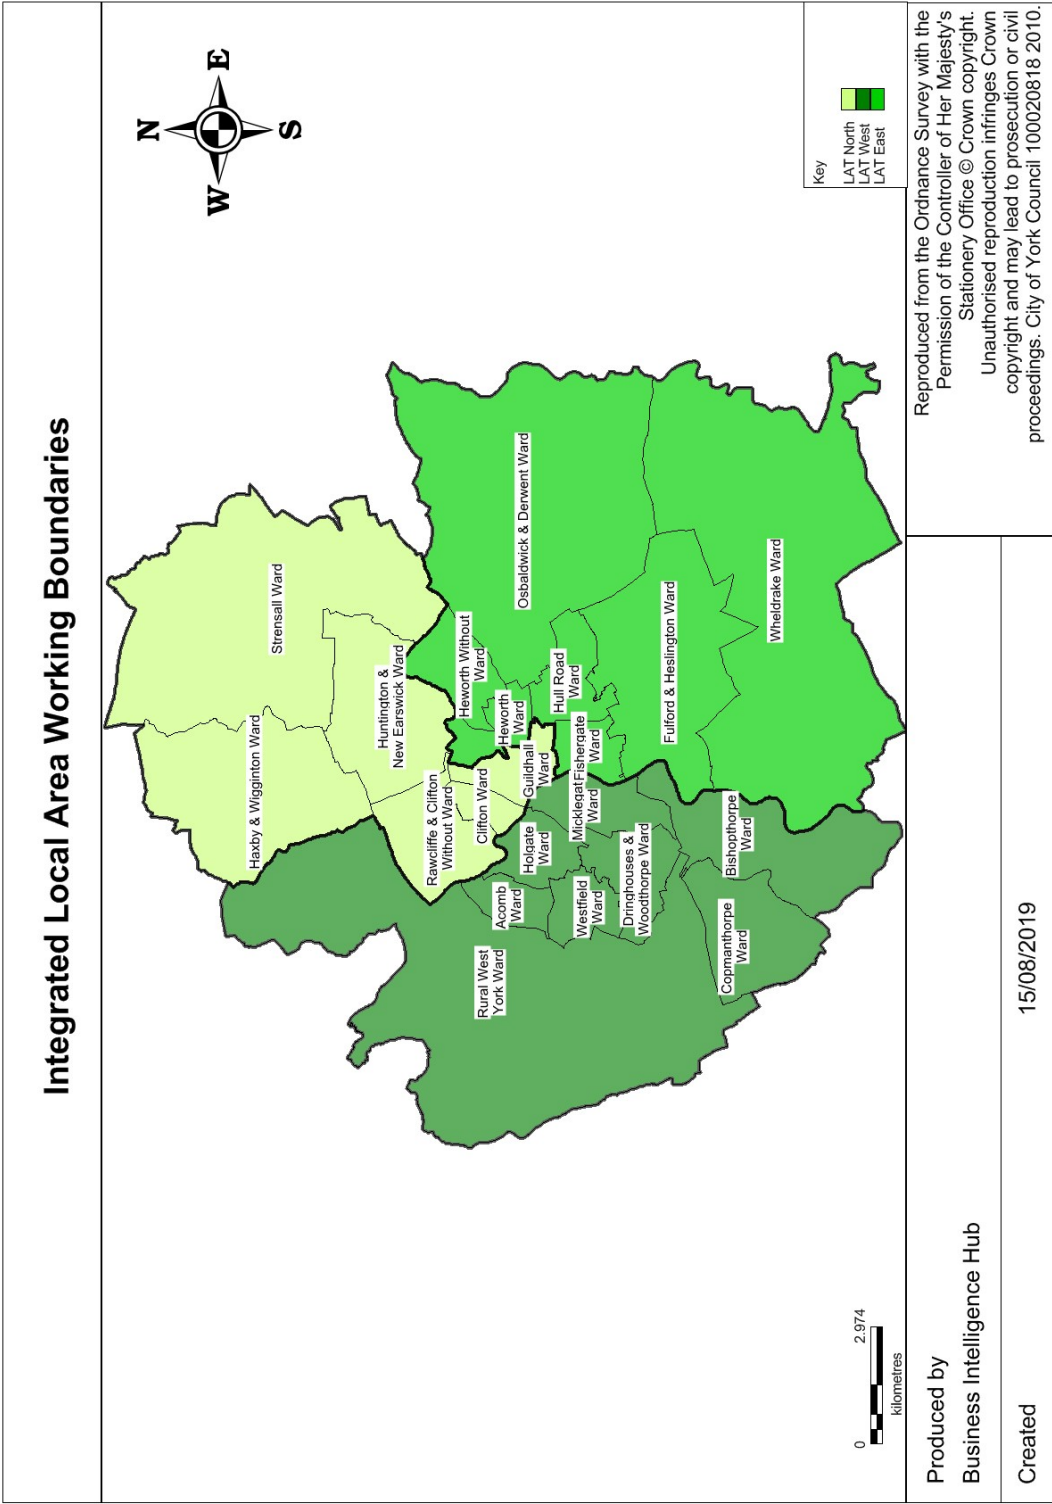 Integrated Local Area Working Boundaries
N
W
E
S
Strensall Ward
Haxby & Wigginton Ward
Huntington &
New Earswick Ward
Rawcliffe & Clifton
Without Ward
Clifton Ward
Heworth Without
Ward
Heworth
Ward
Guildhall
Ward
Osbaldwick & Derwent Ward
Hull Road
Ward
Fishergate
Ward
Micklegat
Ward
Holgate
Ward
Acomb
Ward
Rural West
York Ward
Westfield
Ward
Dringhouses &
Woodthorpe Ward
Fulford & Heslington Ward
Wheldrake Ward
Bishopthorpe
Ward
Copmanthorpe
Ward
Key
LAT North
LAT West
LAT East
0
2.974
kilometres
Produced by
Business Intelligence Hub
Created
15/08/2019
Reproduced from the Ordnance Survey with the
Permission of the Controller of Her Majesty's
Stationery Office © Crown copyright.
Unauthorised reproduction infringes Crown
copyright and may lead to prosecution or civil
proceedings. City of York Council 100020818 2010.